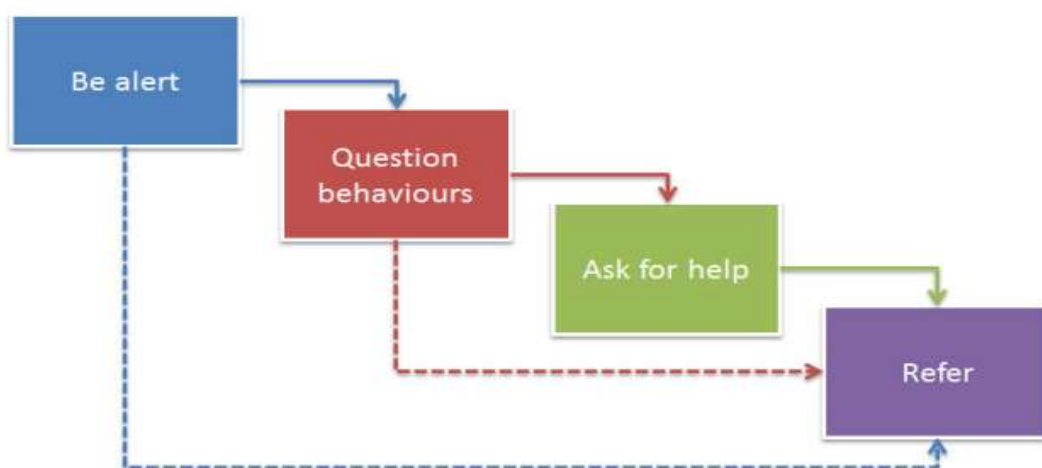 Be alert
Question
behaviours
Ask for help
Refer